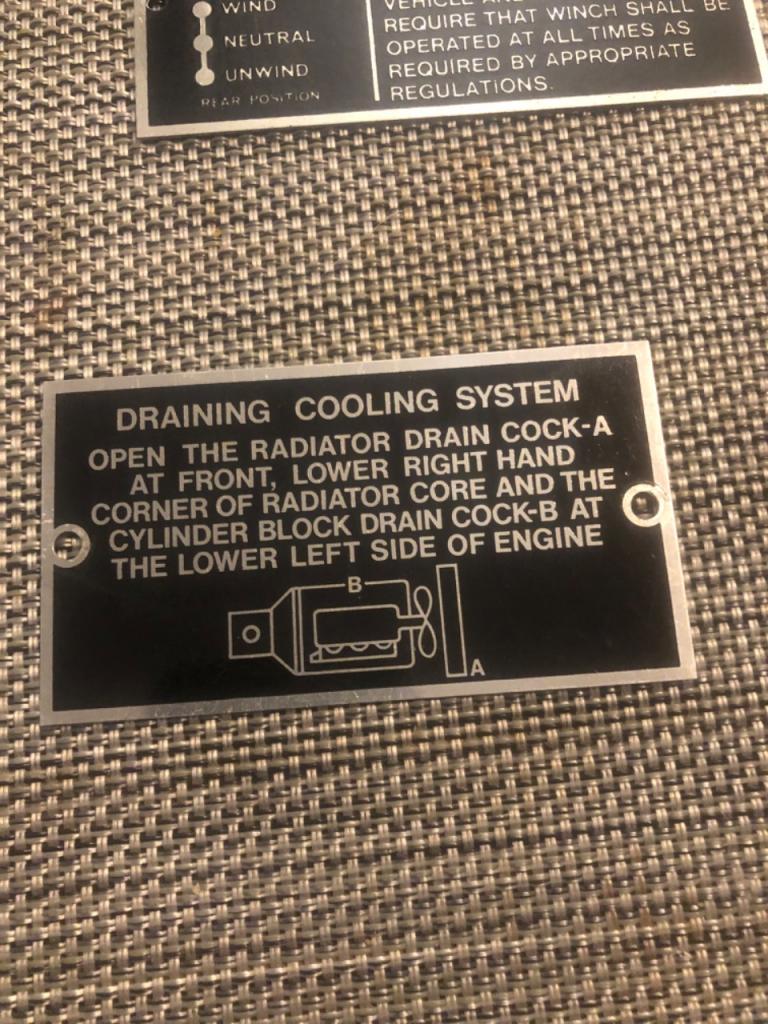 WIND
NEUTRAL
UNWIND
REAR POSITION
VEHICLE AND
REQUIRE THAT WINCH SHALL BE
OPERATED AT ALL TIMES AS
REQUIRED BY APPROPRIATE
REGULATIONS.
DRAINING COOLING SYSTEM
OPEN THE RADIATOR DRAIN COCK-A
AT FRONT, LOWER RIGHT HAND
CORNER OF RADIATOR CORE AND THE
CYLINDER BLOCK DRAIN COCK-B AT
THE LOWER LEFT SIDE OF ENGINE
B
A